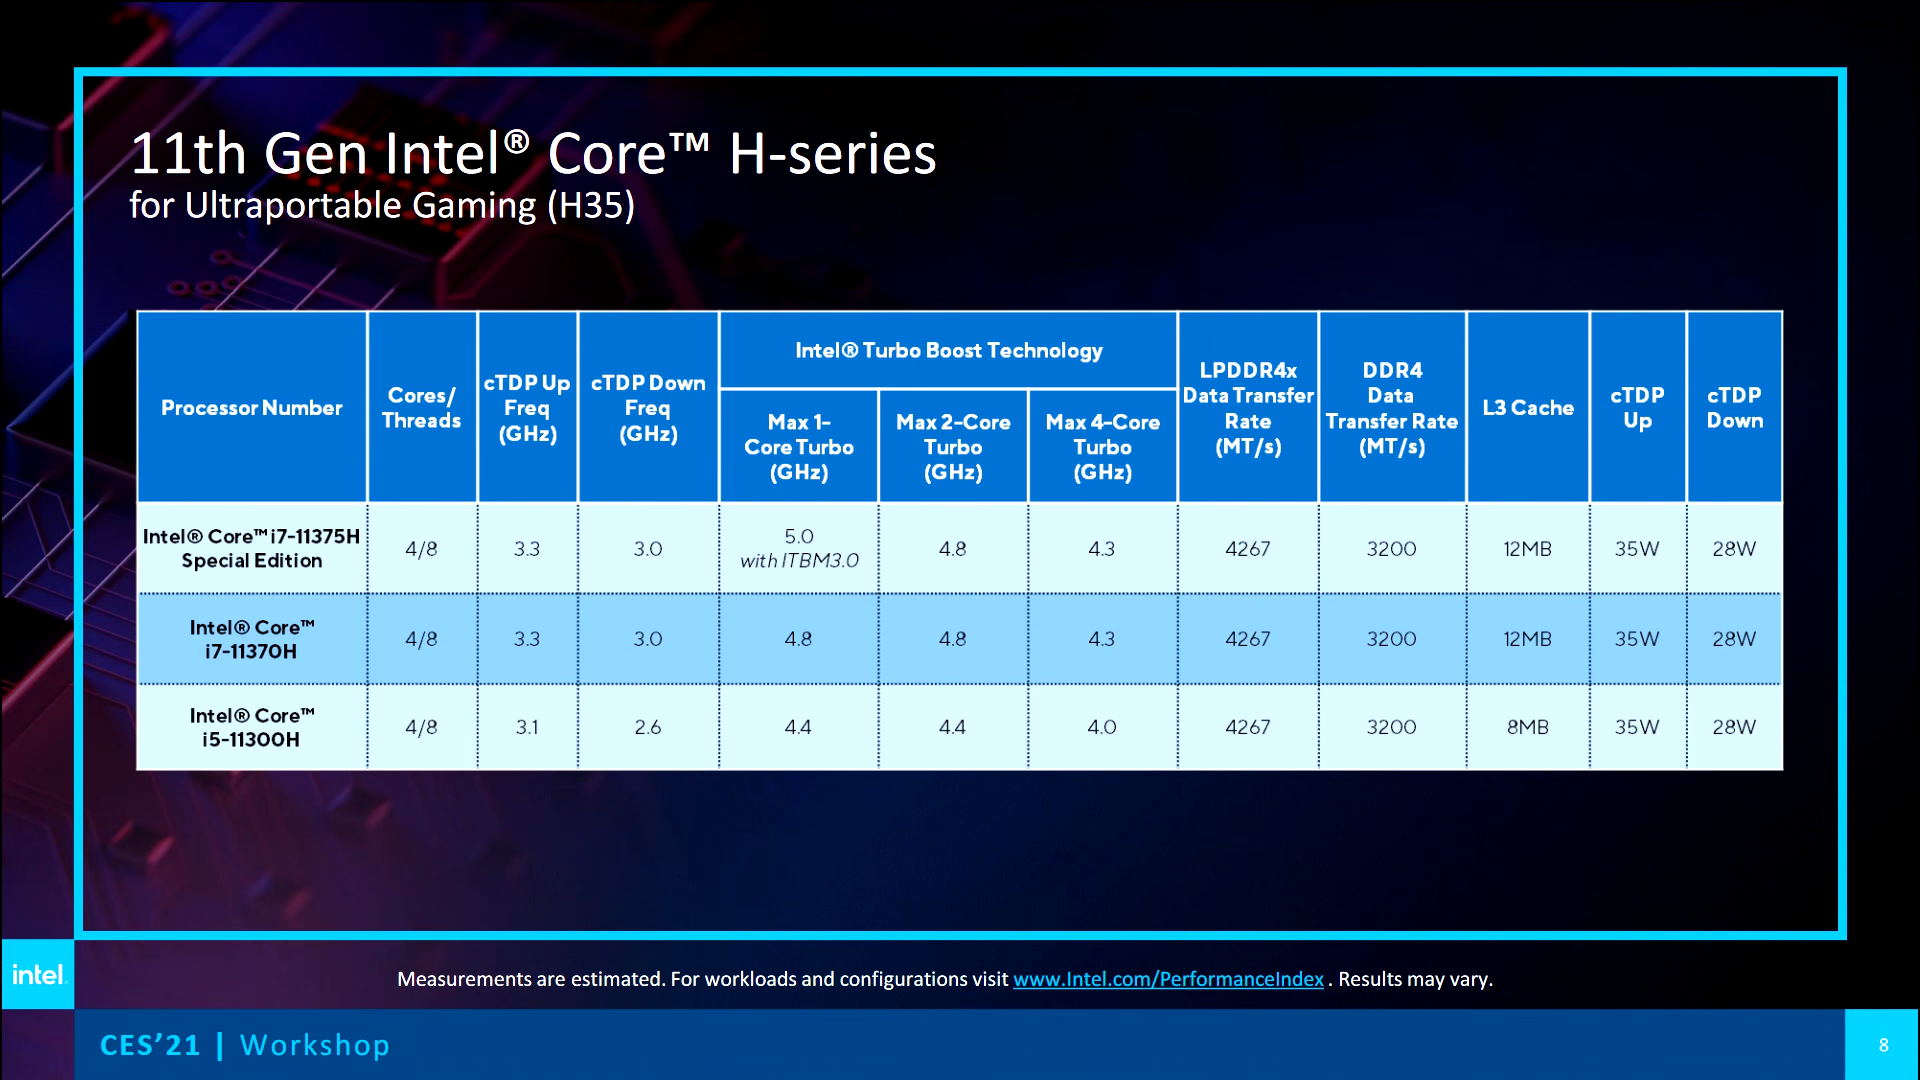 11th Gen Intel® Core™ H-series
for Ultraportable Gaming (H35)
Processor Number
Cores/
Threads
cTDP Up
Freq
(GHz)
cTDP Down
Freq
(GHz)
Intel® Turbo Boost Technology
Max 1-
Core Turbo
(GHz)
Max 2-Core
Turbo
(GHz)
Max 4-Core
Turbo
(GHz)
LPDDR4x
Data Transfer
Rate
(MT/s)
DDR4
Data
Transfer Rate
(MT/s)
L3 Cache
cTDP
Up
cTDP
Down
Intel® Core™ i7-11375H
Special Edition
4/8
3.3
3.0
5.0
with ITBM3.0
4.8
4.3
4267
3200
12MB
35W
28W
Intel® Core™
i7-11370H
4/8
3.3
3.0
4.8
4.8
4.3
4267
3200
12MB
35W
28W
Intel® Core™
i5-11300H
4/8
3.1
2.6
4.4
4.4
4.0
4267
3200
8MB
35W
28W
intel.
Measurements are estimated. For workloads and configurations visit www.Intel.com/PerformanceIndex . Results may vary.
CES’21 | Workshop
8